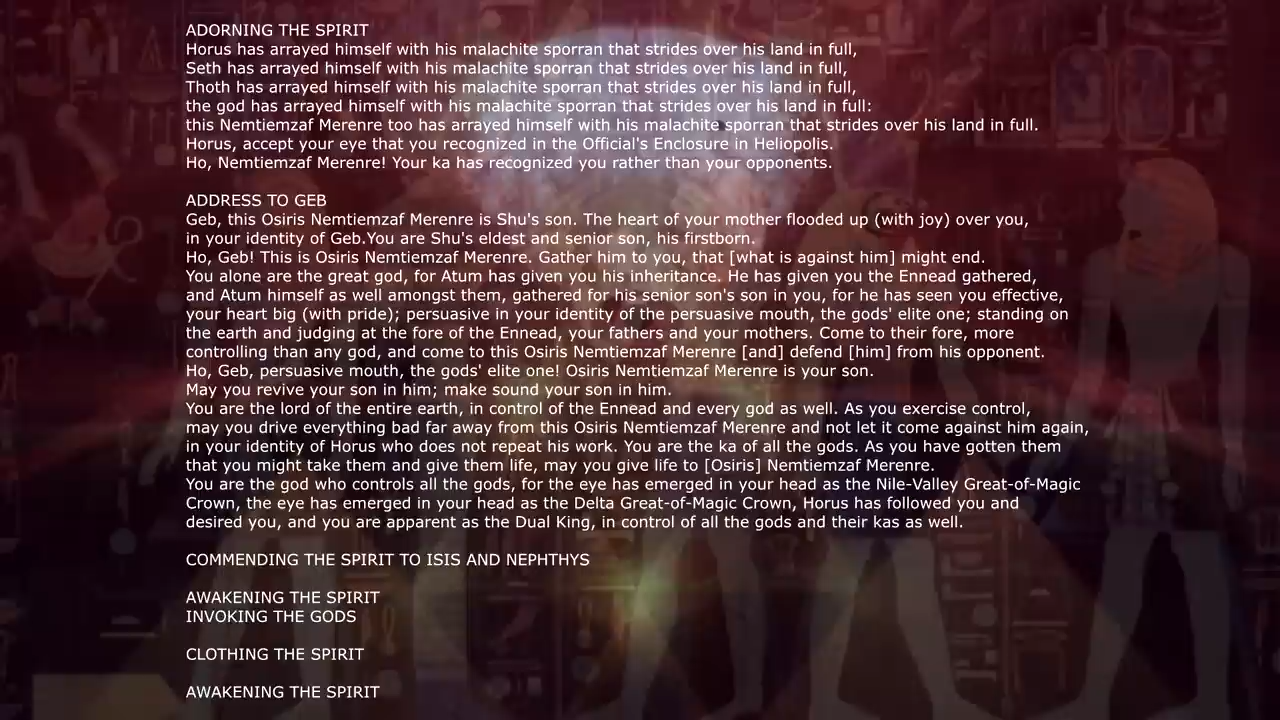 ADORNING THE SPIRIT
Horus has arrayed himself with his malachite sporran that strides over his land in full,
Seth has arrayed himself with his malachite sporran that strides over his land in full,
Thoth has arrayed himself with his malachite sporran that strides over his land in full,
the god has arrayed himself with his malachite sporran that strides over his land in full:
this Nemtiemzaf Merenre too has arrayed himself with his malachite sporran that strides over his land in full.
Horus, accept your eye that you recognized in the Official's Enclosure in Heliopolis.
Ho, Nemtiemzaf Merenre! Your ka has recognized you rather than your opponents.
ADDRESS TO GEB
Geb, this Osiris Nemtiemzaf Merenre is Shu's son. The heart of your mother flooded up (with joy) over you,
in your identity of Geb.You are Shu's eldest and senior son, his firstborn.
Ho, Geb! This is Osiris Nemtiemzaf Merenre. Gather him to you, that [what is against him] might end.
You alone are the great god, for Atum has given you his inheritance. He has given you the Ennead gathered,
and Atum himself as well amongst them, gathered for his senior son's son in you, for he has seen you effective,
your heart big (with pride); persuasive in your identity of the persuasive mouth, the gods' elite one; standing on
the earth and judging at the fore of the Ennead, your fathers and your mothers. Come to their fore, more
controlling than any god, and come to this Osiris Nemtiemzaf Merenre [and] defend [him] from his opponent.
Ho, Geb, persuasive mouth, the gods' elite one! Osiris Nemtiemzaf Merenre is your son.
May you revive your son in him; make sound your son in him.
You are the lord of the entire earth, in control of the Ennead and every god as well. As you exercise control,
may you drive everything bad far away from this Osiris Nemtiemzaf Merenre and not let it come against him again,
in your identity of Horus who does not repeat his work. You are the ka of all the gods. As you have gotten them
that you might take them and give them life, may you give life to [Osiris] Nemtiemzaf Merenre.
You are the god who controls all the gods, for the eye has emerged in your head as the Nile-Valley Great-of-Magic
Crown, the eye has emerged in your head as the Delta Great-of-Magic Crown, Horus has followed you and
desired you, and you are apparent as the Dual King, in control of all the gods and their kas as well.
COMMENDING THE SPIRIT TO ISIS AND NEPHTHYS
AWAKENING THE SPIRIT
INVOKING THE GODS
CLOTHING THE SPIRIT
AWAKENING THE SPIRIT